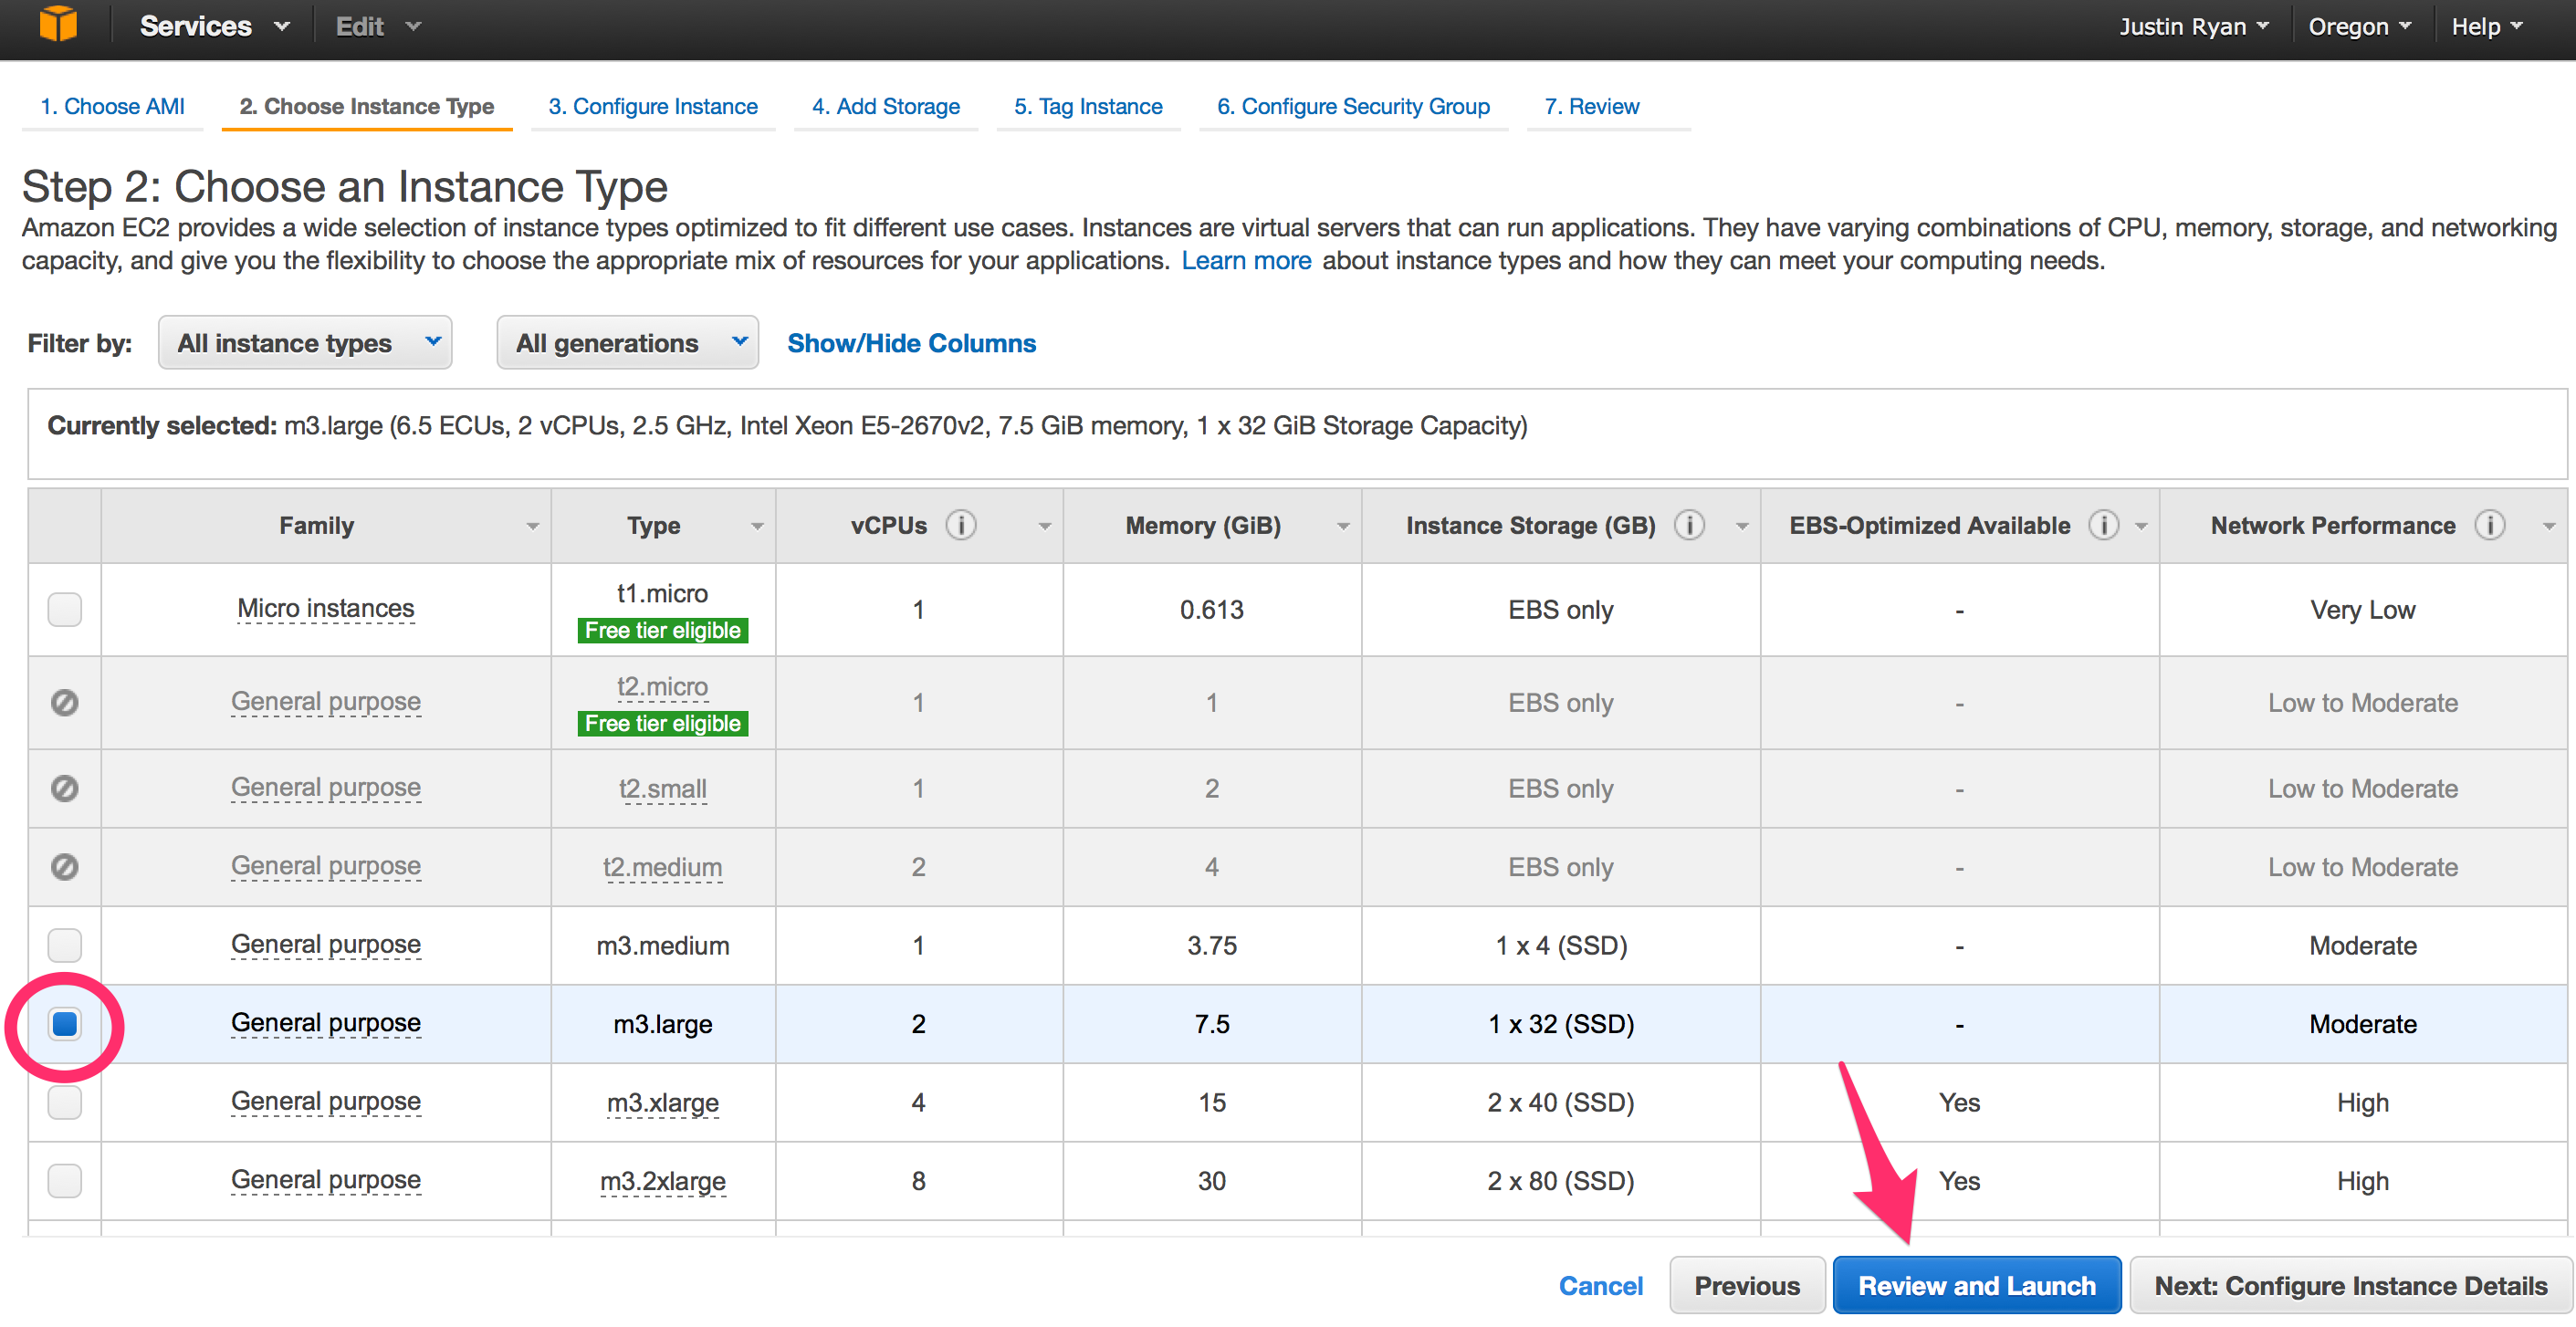 Services Edit Justin Ryan Oregon Help
1. Choose AMI 2. Choose Instance Type 3. Configure Instance 4. Add Storage 5. Tag Instance 6. Configure Security Group 7. Review
Step 2: Choose an Instance Type
Amazon EC2 provides a wide selection of instance types optimized to fit different use cases. Instances are virtual servers that can run applications. They have varying combinations of CPU, memory, storage, and networking
capacity, and give you the flexibility to choose the appropriate mix of resources for your applications. Learn more about instance types and how they can meet your computing needs.
Filter by: All instance types All generations Show/Hide Columns
Currently selected: m3.large (6.5 ECUs, 2 vCPUs, 2.5 GHz, Intel Xeon E5-2670v2, 7.5 GiB memory, 1 x 32 GiB Storage Capacity)
Family Type vCPUs i Memory (GiB) Instance Storage (GB) i EBS-Optimized Available i Network Performance i
Micro instances t1.micro 1 0.613 EBS only - Very Low
Free tier eligible
General purpose t2.micro 1 1 EBS only - Low to Moderate
Free tier eligible
General purpose t2.small 1 2 EBS only - Low to Moderate
General purpose t2.medium 2 4 EBS only - Low to Moderate
General purpose m3.medium 1 3.75 1 x 4 (SSD) - Moderate
General purpose m3.large 2 7.5 1 x 32 (SSD) - Moderate
General purpose m3.xlarge 4 15 2 x 40 (SSD) Yes High
General purpose m3.2xlarge 8 30 2 x 80 (SSD) Yes High
Cancel Previous Review and Launch Next: Configure Instance Details